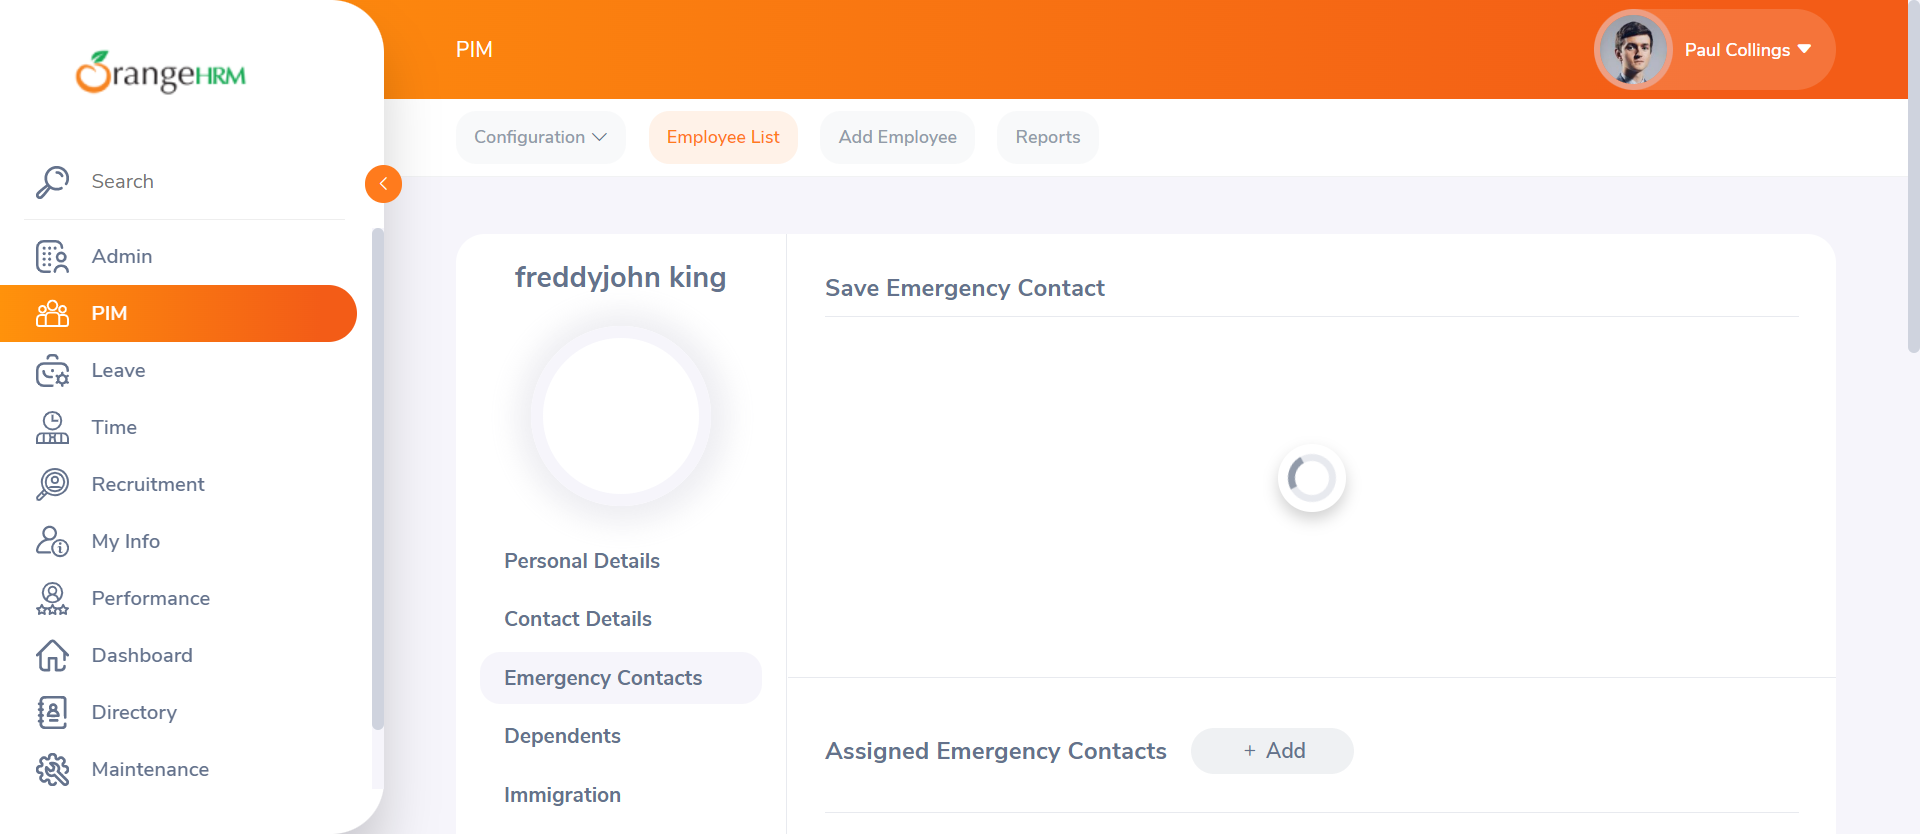 OrangeHRM
Search
Admin
PIM
Leave
Time
Recruitment
My Info
Performance
Dashboard
Directory
Maintenance
PIM
Paul Collings
Configuration
Employee List
Add Employee
Reports
freddyjohn king
Personal Details
Contact Details
Emergency Contacts
Dependents
Immigration
Save Emergency Contact
Assigned Emergency Contacts
+ Add